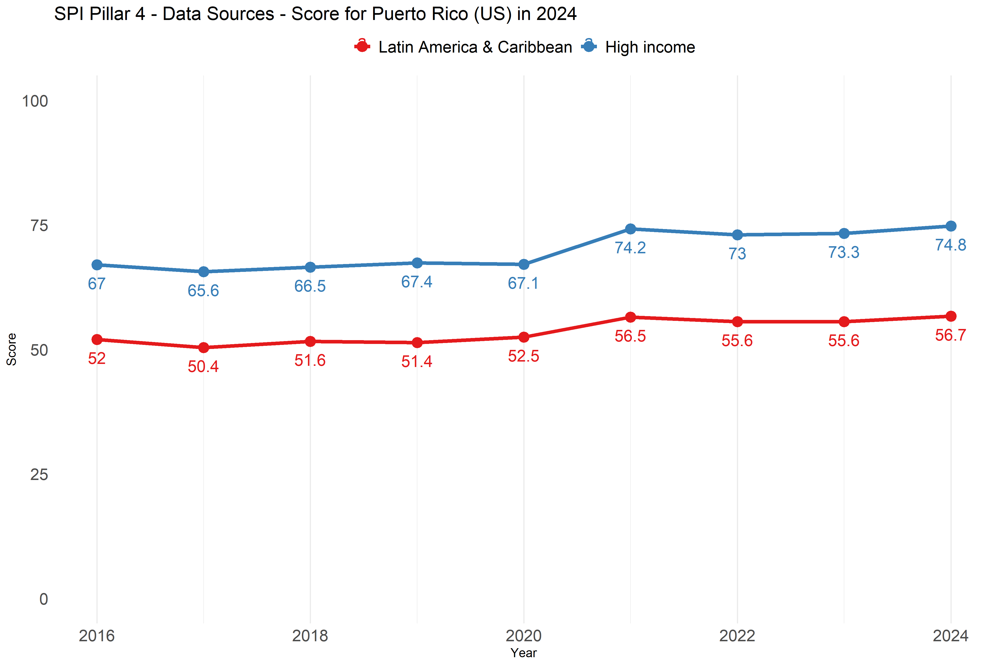 SPI Pillar 4 - Data Sources - Score for Puerto Rico (US) in 2024
Latin America & Caribbean High income
100
75
50
25
0
Score
74.2 73 73.3 74.8
67 65.6 66.5 67.4 67.1
56.5 55.6 55.6 56.7
52 50.4 51.6 51.4 52.5
2016 2018 2020 2022 2024
Year